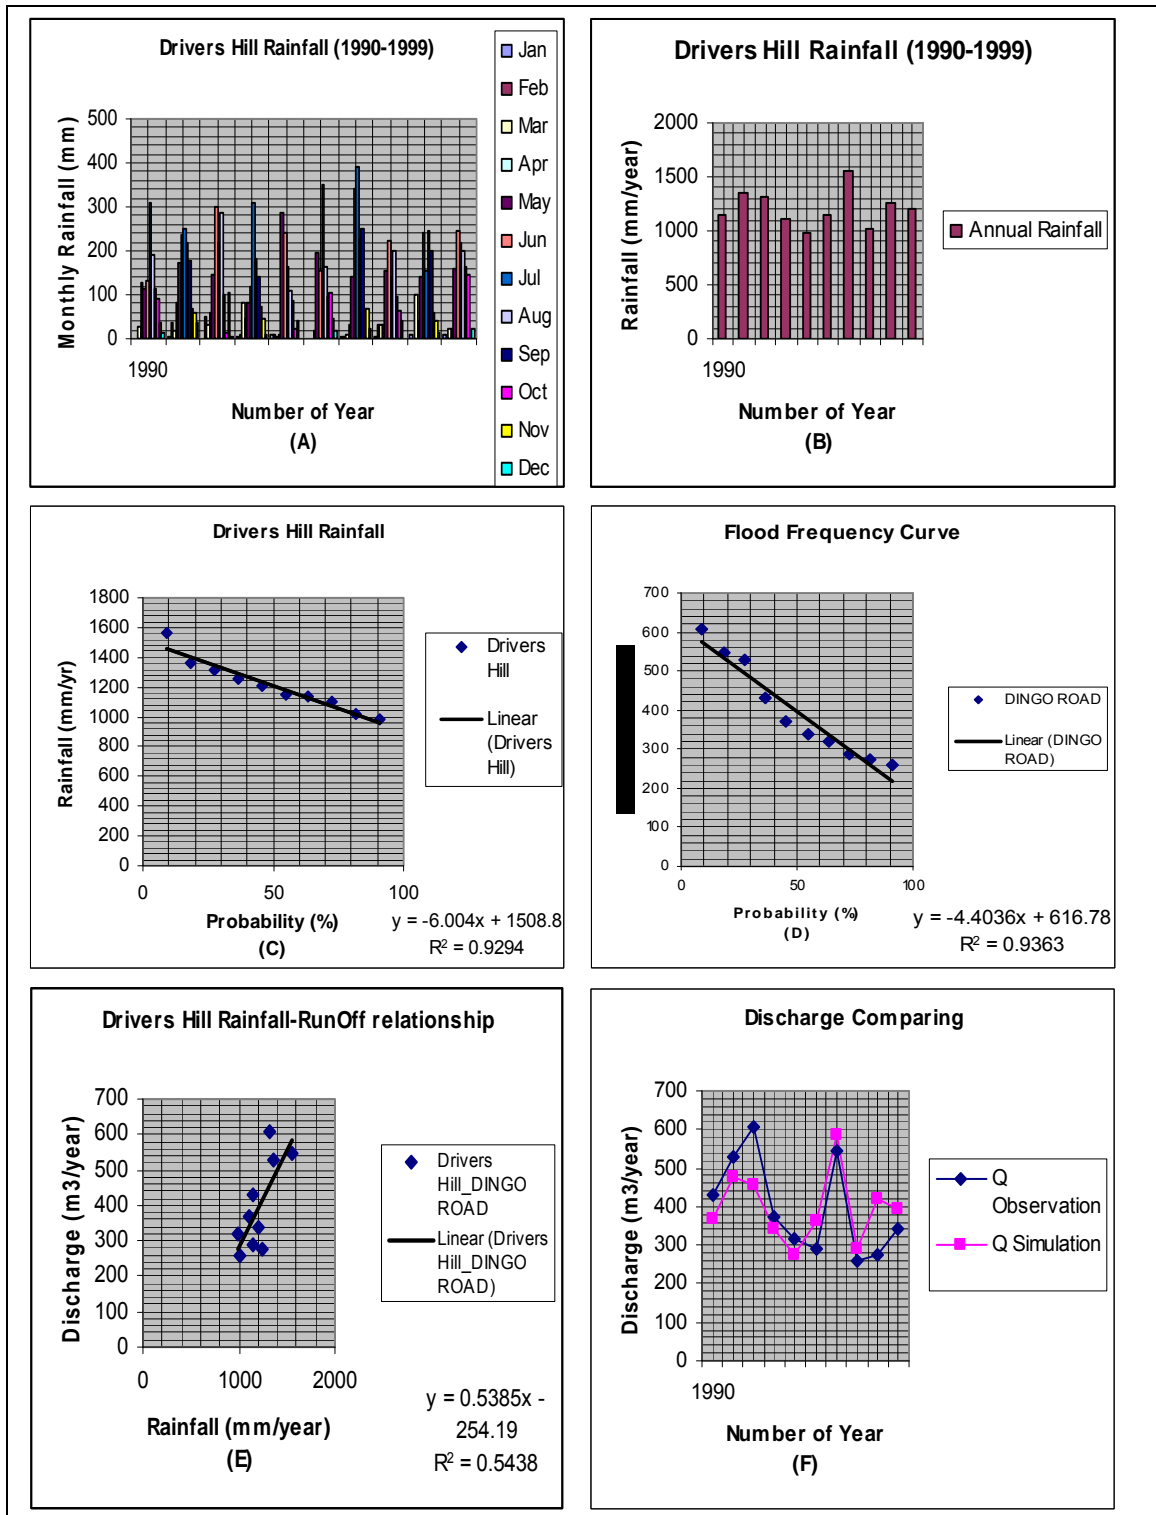 Drivers Hill Rainfall (1990-1999)
500
400
300
200
100
0
Monthly Rainfall (mm)
1990
Number of Year
(A)
Jan
Feb
Mar
Apr
May
Jun
Jul
Aug
Sep
Oct
Nov
Dec
Drivers Hill Rainfall (1990-1999)
2000
1500
1000
500
0
Rainfall (mm/year)
1990
Number of Year
(B)
Annual Rainfall
Drivers Hill Rainfall
1800
1600
1400
1200
1000
800
600
400
200
0
Rainfall (mm/yr)
0 50 100
Probability (%)
(C)
Drivers
Hill
Linear
(Drivers
Hill)
y = -6.004x + 1508.8
R² = 0.9294
Flood Frequency Curve
700
600
500
400
300
200
100
0
0 50 100
Probability (%)
(D)
DINGO ROAD
Linear (DINGO
ROAD)
y = -4.4036x + 616.78
R² = 0.9363
Drivers Hill Rainfall-RunOff relationship
700
600
500
400
300
200
100
0
Discharge (m3/year)
0 1000 2000
Rainfall (mm/year)
(E)
Drivers
Hill_DINGO
ROAD
Linear (Drivers
Hill_DINGO
ROAD)
y = 0.5385x -
254.19
R² = 0.5438
Discharge Comparing
700
600
500
400
300
200
100
0
Discharge (m3/year)
1990
Number of Year
(F)
Q
Observation
Q Simulation